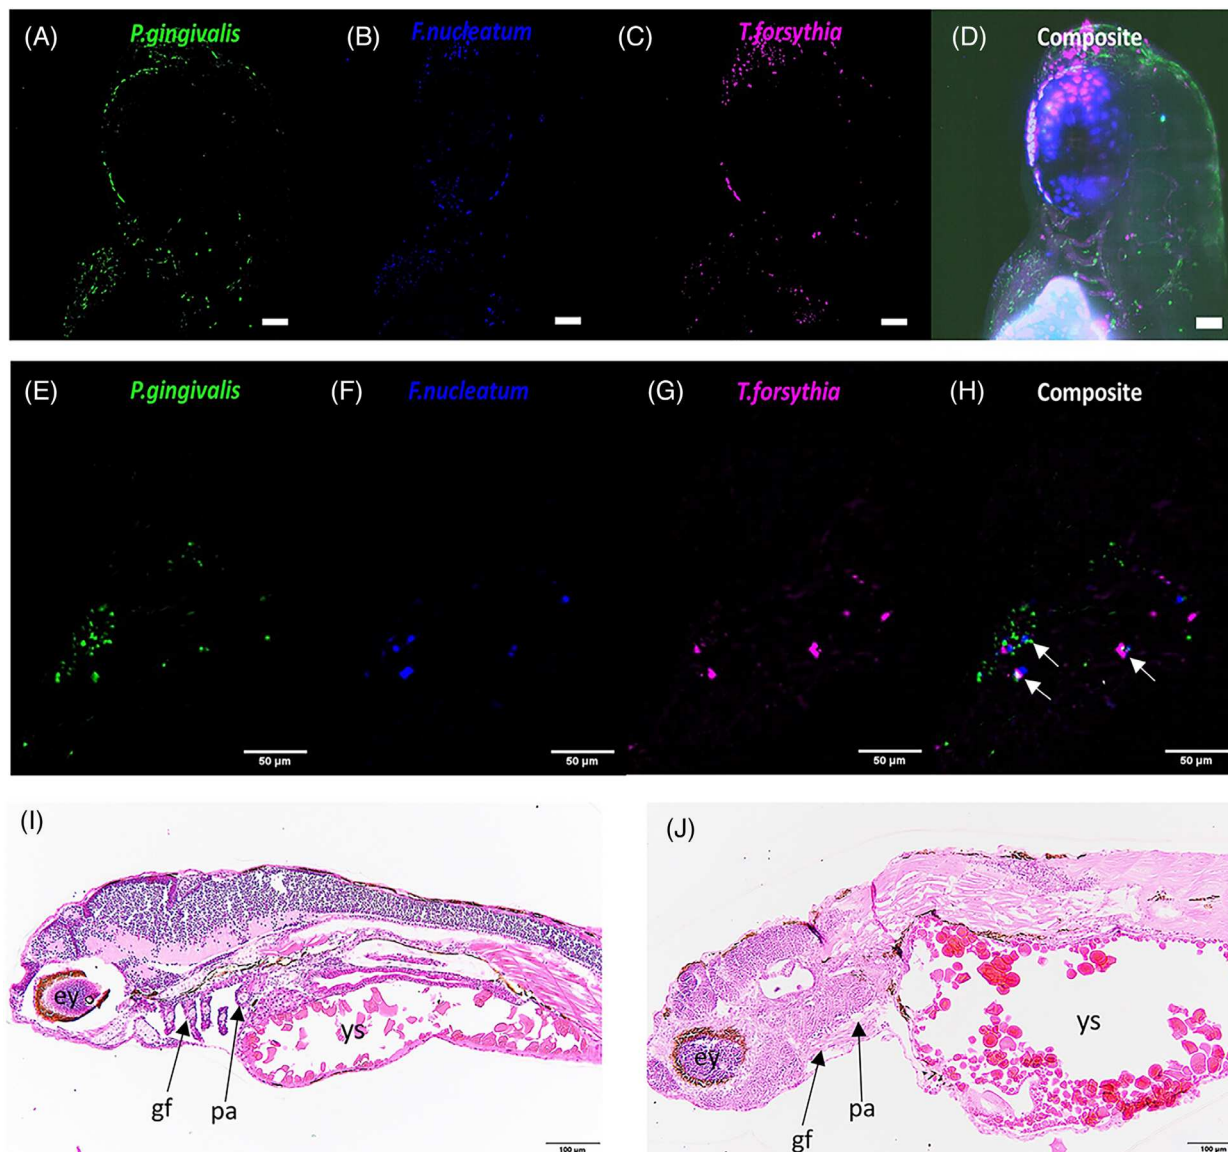 (A) P.gingivalis (B) F.nucleatum (C) T.forsythia (D) Composite
(E) P.gingivalis (F) F.nucleatum (G) T.forsythia (H) Composite
50 µm 50 µm 50 µm 50 µm
(I) (J)
ey ys gf pa
100 µm
ey ys gf pa
100 µm